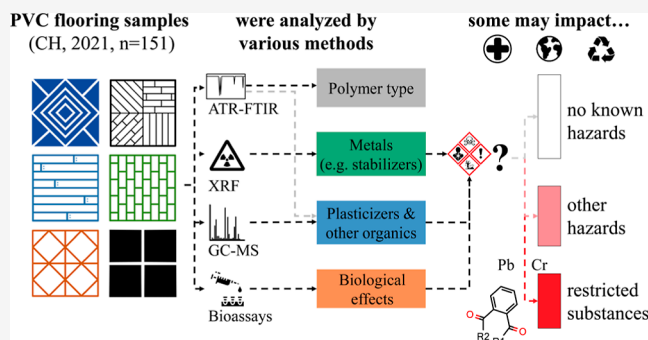 PVC flooring samples
(CH, 2021, n=151)
were analyzed by
various methods
some may impact…
ATR-FTIR
XRF
GC-MS
Bioassays
Polymer type
Metals
(e.g. stabilizers)
Plasticizers &
other organics
Biological
effects
?
no known
hazards
other
hazards
Pb Cr
restricted
substances
O
O
R2
R1